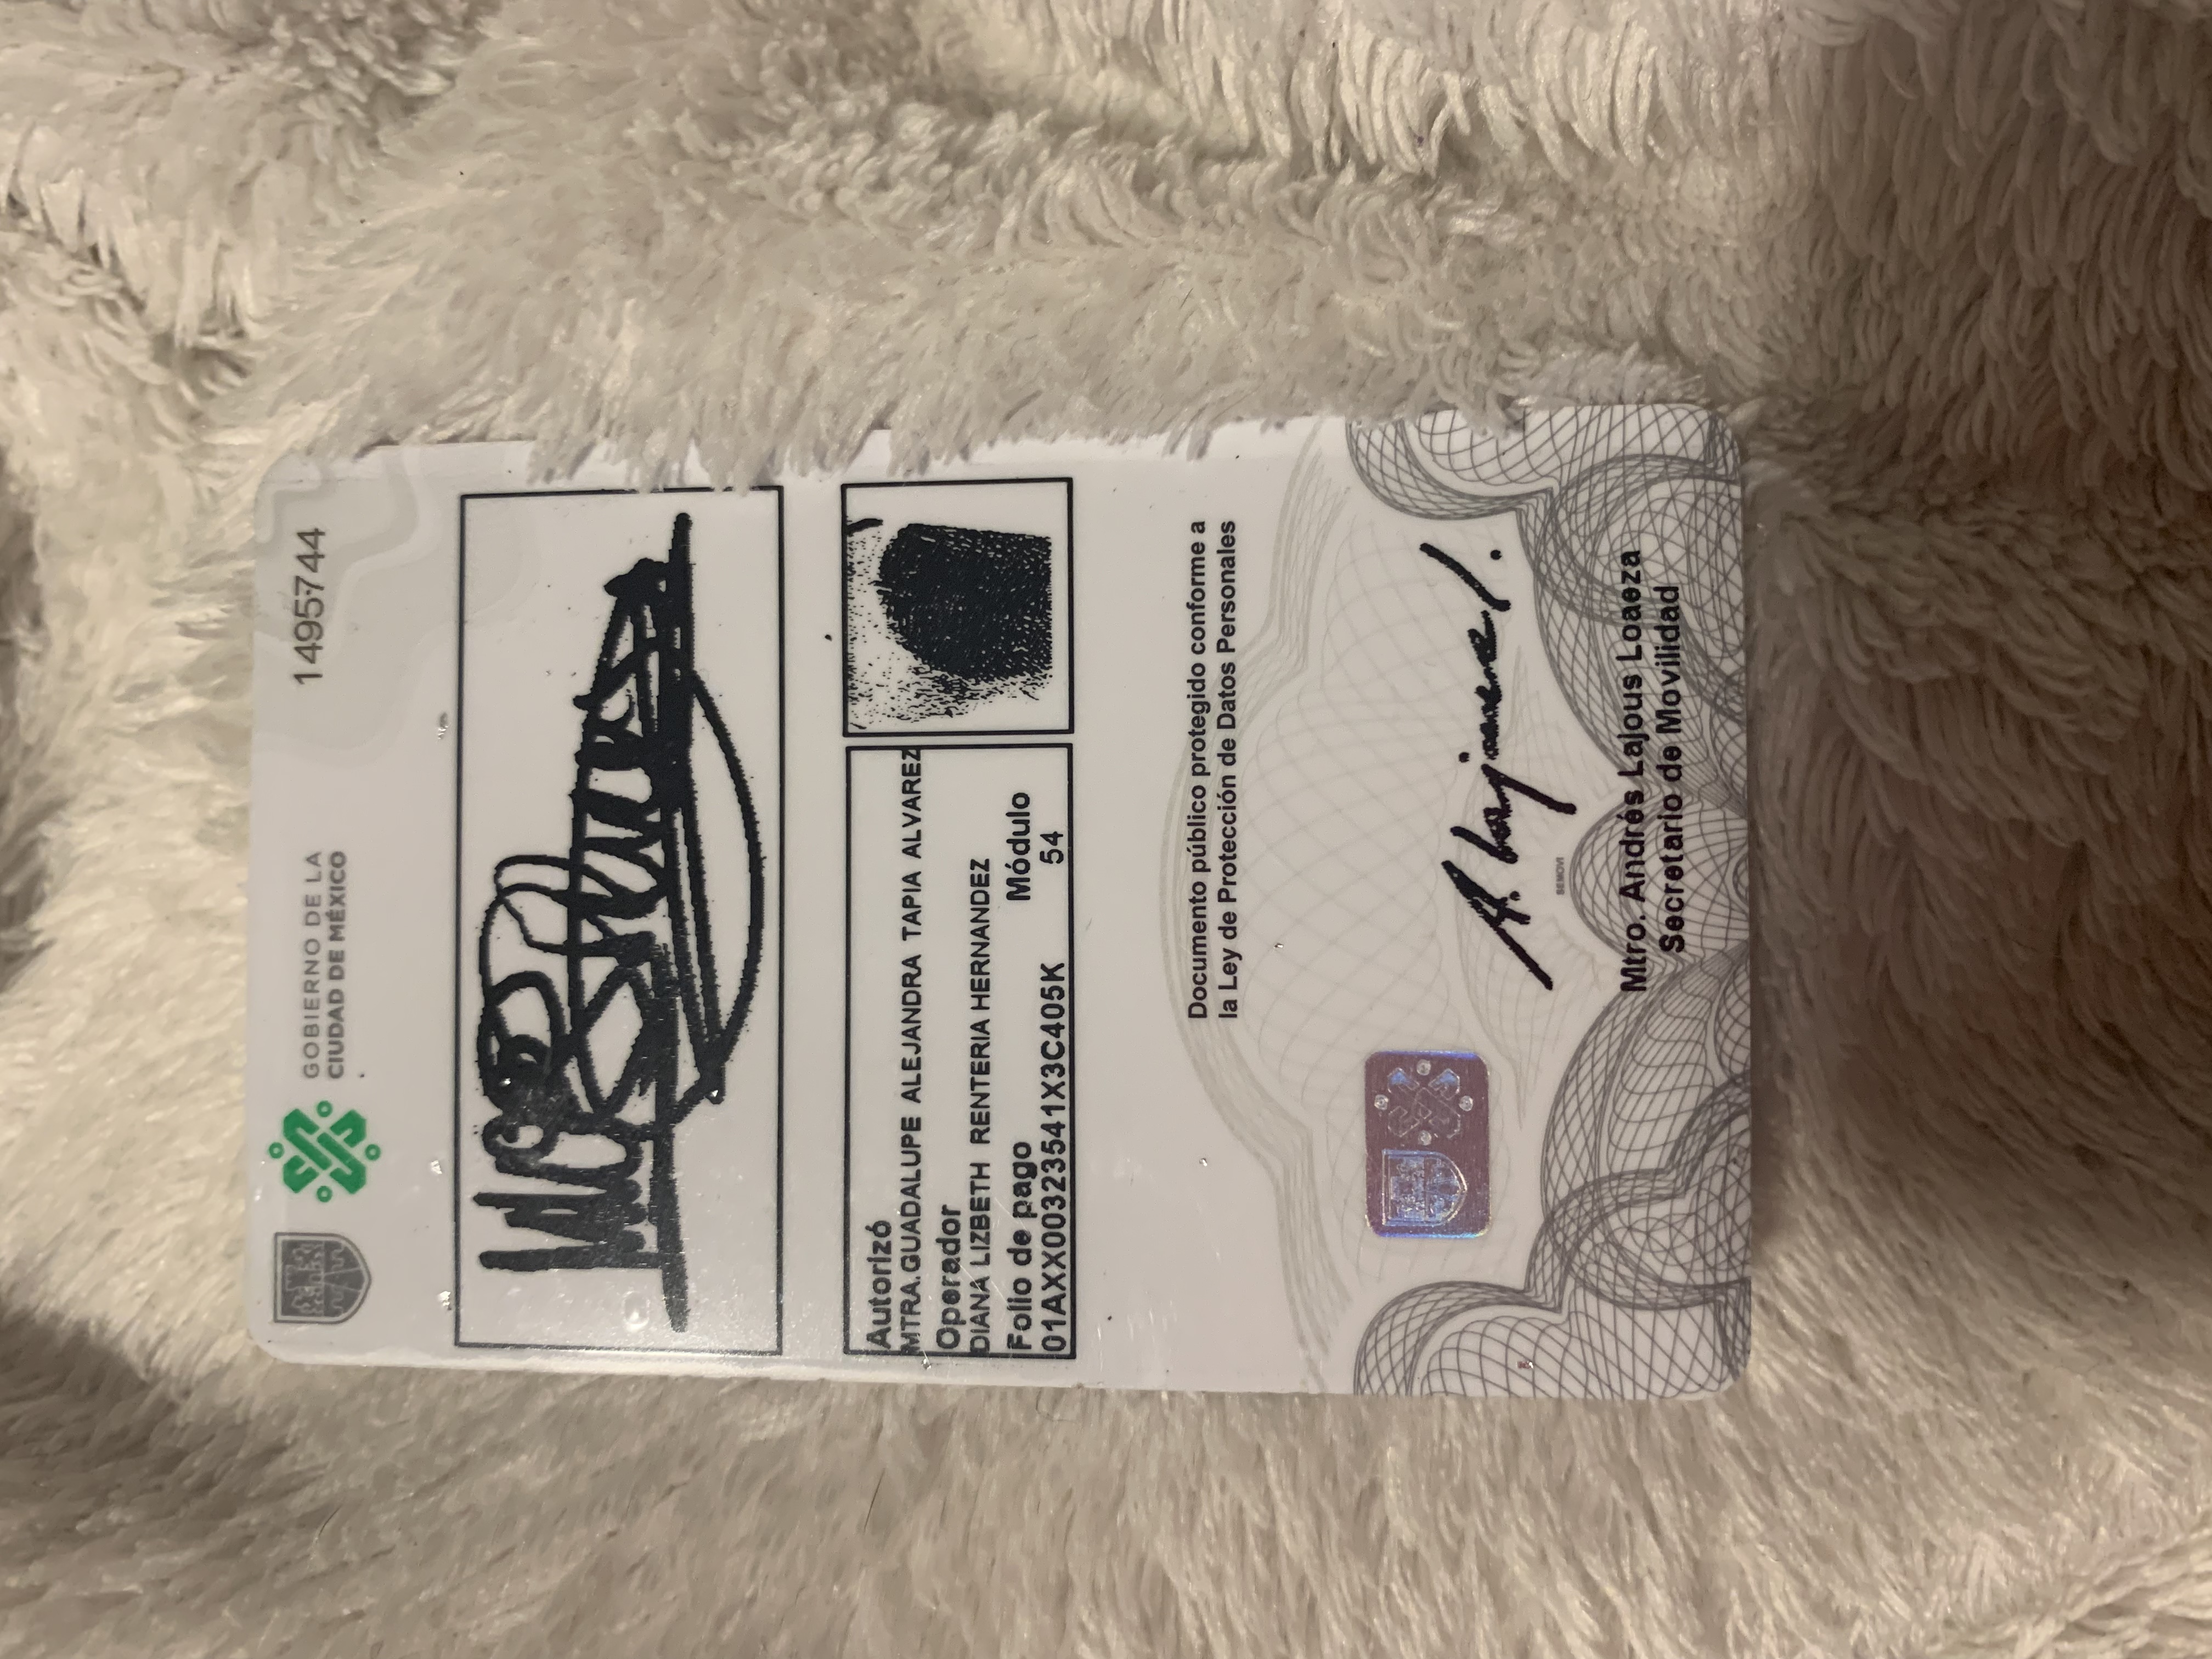 GOBIERNO DE LA
CIUDAD DE MÉXICO
1495744
Autorizó
MTRA.GUADALUPE ALEJANDRA TAPIA ALVAREZ
Operador
DIANA LIZBETH RENTERIA HERNANDEZ
Folio de pago Módulo
01AXX00323541X3C405K 54
Documento público protegido conforme a
la Ley de Protección de Datos Personales
A. Lajous L.
SEMOVI
Mtro. Andrés Lajous Loaeza
Secretario de Movilidad